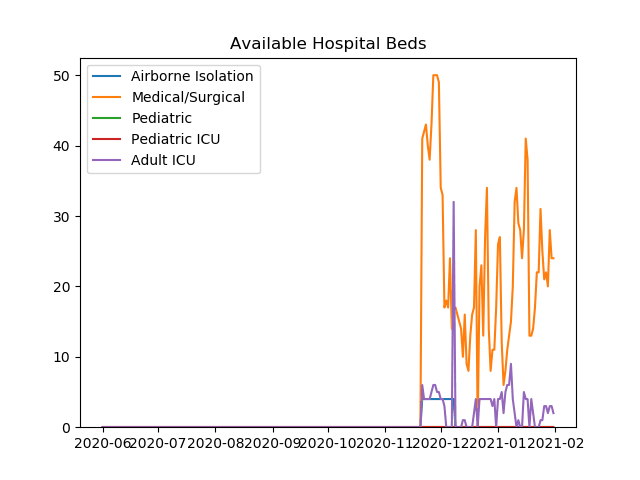 Available Hospital Beds
50
40
30
20
10
0
Airborne Isolation
Medical/Surgical
Pediatric
Pediatric ICU
Adult ICU
2020-06 2020-07 2020-08 2020-09 2020-10 2020-11 2020-12 2021-01 2021-02